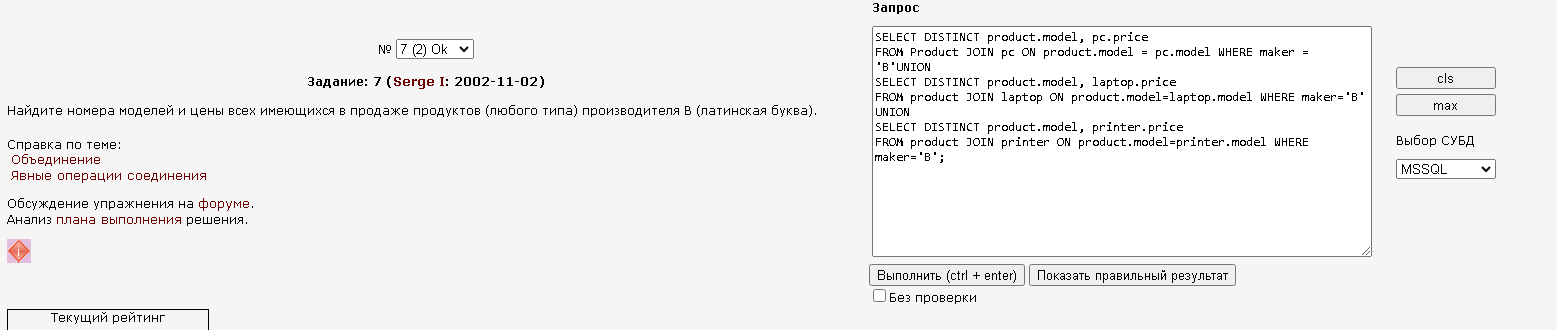 № 7 (2) Ok
Задание: 7 (Serge I: 2002-11-02)
Найдите номера моделей и цены всех имеющихся в продаже продуктов (любого типа) производителя B (латинская буква).
Справка по теме:
Объединение
Явные операции соединения
Обсуждение упражнения на форуме.
Анализ плана выполнения решения.
Текущий рейтинг
Запрос
SELECT DISTINCT product.model, pc.price
FROM Product JOIN pc ON product.model = pc.model WHERE maker =
'B'UNION
SELECT DISTINCT product.model, laptop.price
FROM product JOIN laptop ON product.model=laptop.model WHERE maker='B'
UNION
SELECT DISTINCT product.model, printer.price
FROM product JOIN printer ON product.model=printer.model WHERE
maker='B';
Выполнить (ctrl + enter) Показать правильный результат
Без проверки
cls
max
Выбор СУБД
MSSQL